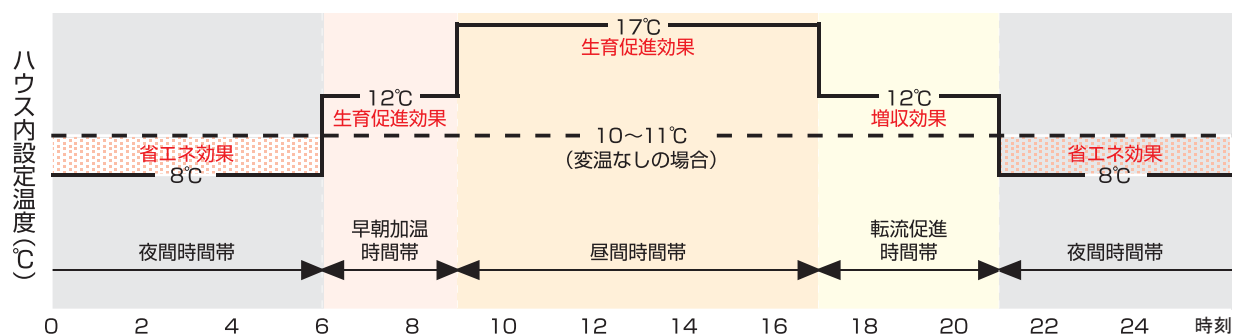 ハウス内設定温度(℃)
17℃
生育促進効果
12℃
生育促進効果
12℃
増収効果
10〜11℃
(変温なしの場合)
省エネ効果
8℃
省エネ効果
8℃
夜間時間帯
早朝加温
時間帯
昼間時間帯
転流促進
時間帯
夜間時間帯
0 2 4 6 8 10 12 14 16 18 20 22 24 時刻